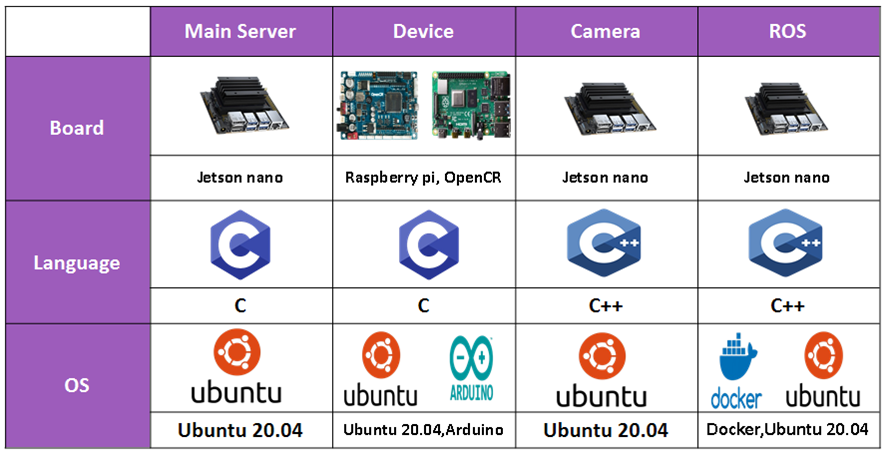 Main Server
Device
Camera
ROS
Board
Jetson nano
Raspberry pi, OpenCR
Jetson nano
Jetson nano
Language
C
C
C++
C++
C
C
C++
C++
OS
ubuntu
ubuntu
ARDUINO
ubuntu
docker
ubuntu
Ubuntu 20.04
Ubuntu 20.04,Arduino
Ubuntu 20.04
Docker,Ubuntu 20.04